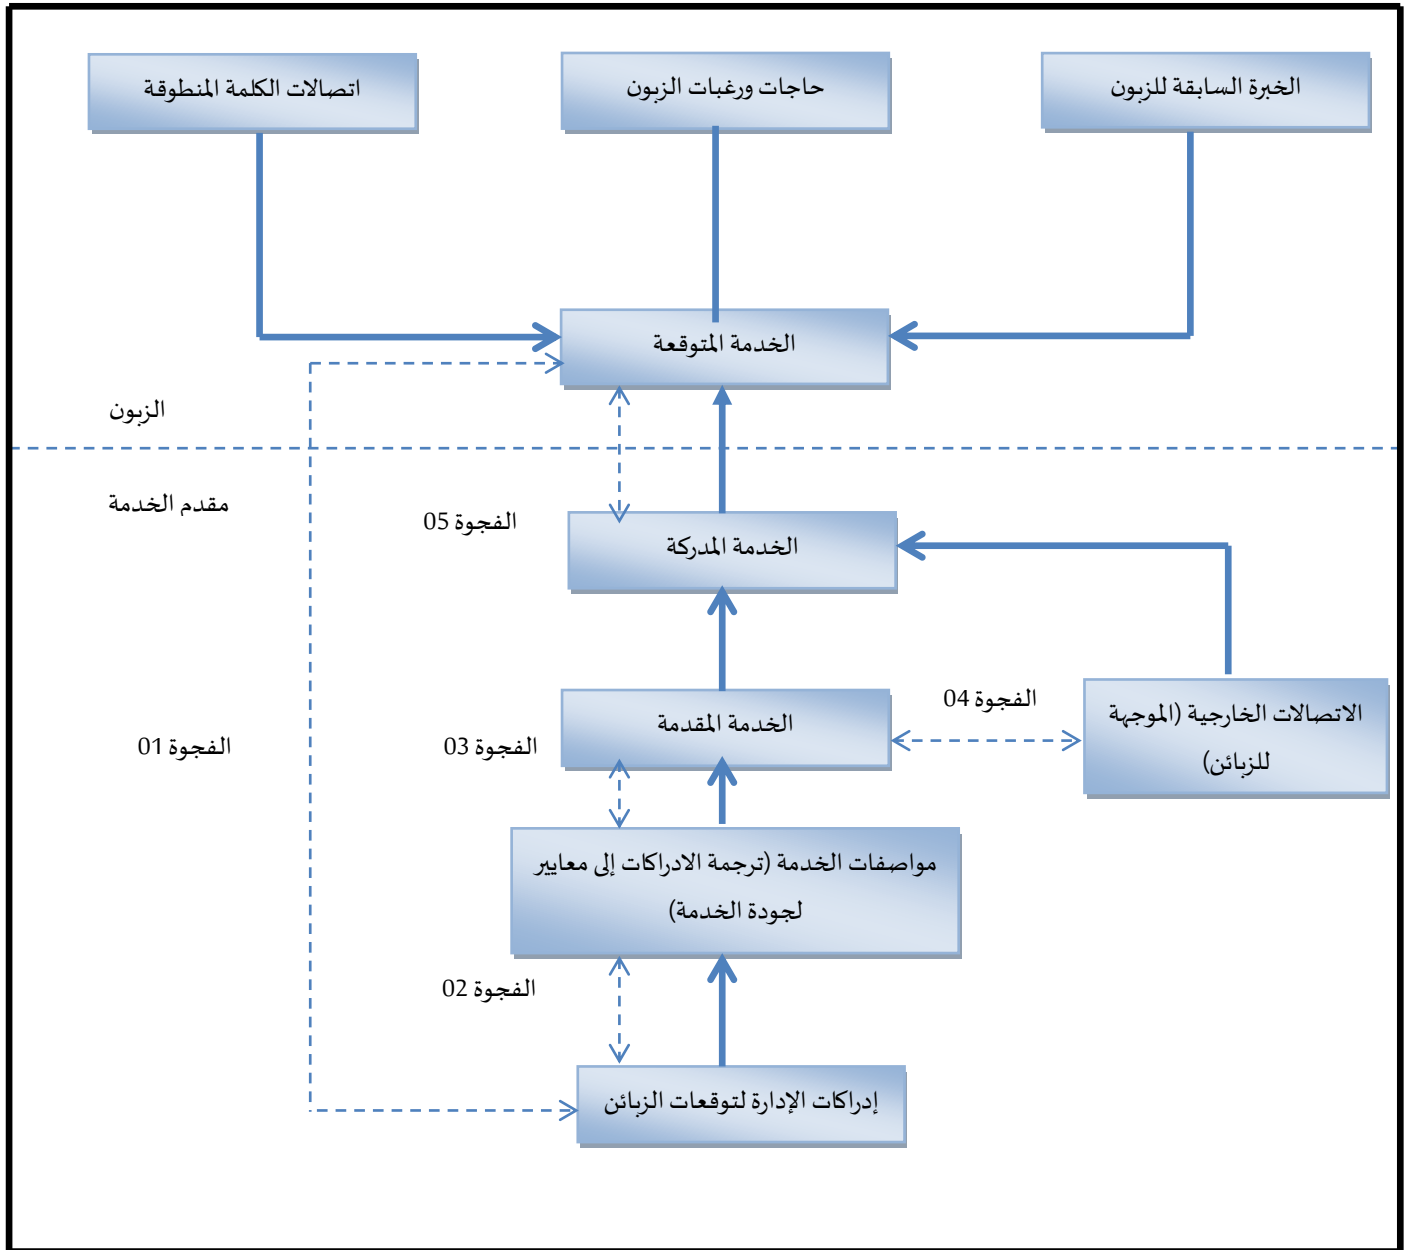 الخبرة السابقة للزبون
حاجات ورغبات الزبون
اتصالات الكلمة المنطوقة
الخدمة المتوقعة
الزبون
مقدم الخدمة
الفجوة 05
الخدمة المدركة
الفجوة 04
الاتصالات الخارجية (الموجهة
للزبائن)
الخدمة المقدمة
الفجوة 03
الفجوة 01
مواصفات الخدمة (ترجمة الادراكات إلى معايير
لجودة الخدمة)
الفجوة 02
إدراكات الإدارة لتوقعات الزبائن